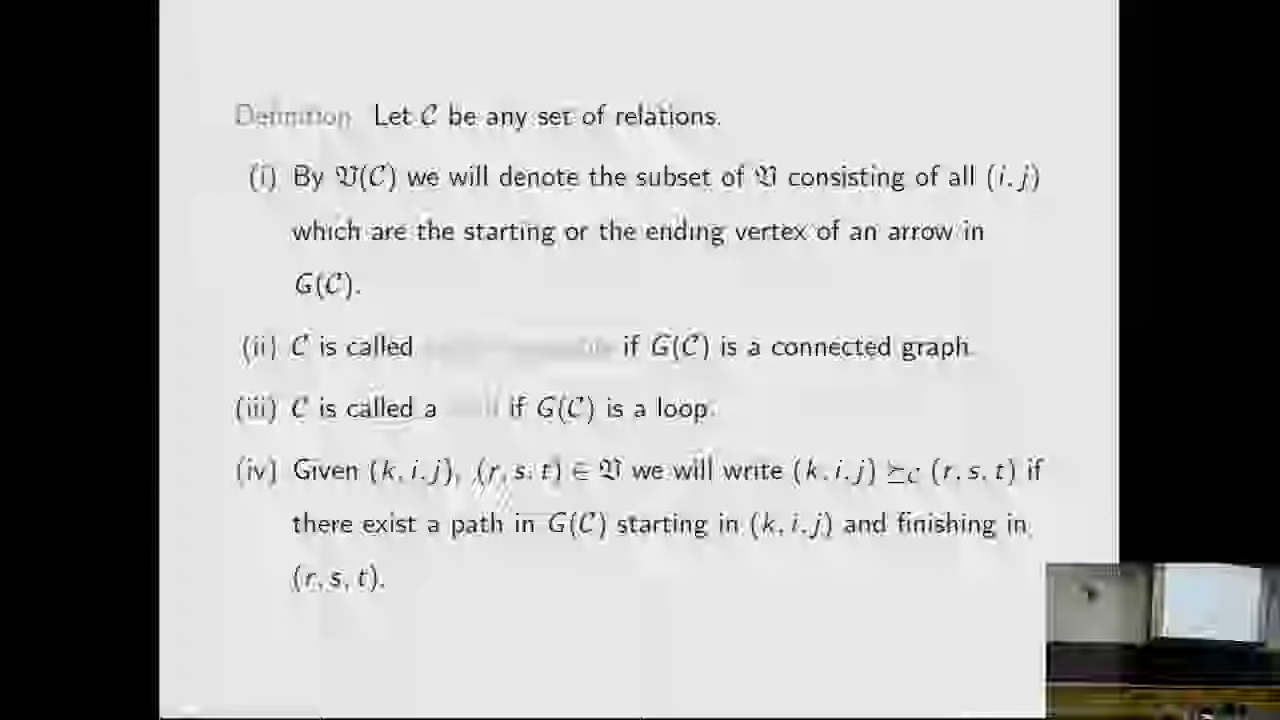 Definition Let 𝒞 be any set of relations.
(i) By 𝔙(𝒞) we will denote the subset of 𝔙 consisting of all (i, j)
which are the starting or the ending vertex of an arrow in
G(𝒞).
(ii) 𝒞 is called if G(𝒞) is a connected graph.
(iii) 𝒞 is called a if G(𝒞) is a loop.
(iv) Given (k, i, j), (r, s, t) ∈ 𝔙 we will write (k, i, j) ⪰𝒞 (r, s, t) if
there exist a path in G(𝒞) starting in (k, i, j) and finishing in
(r, s, t).